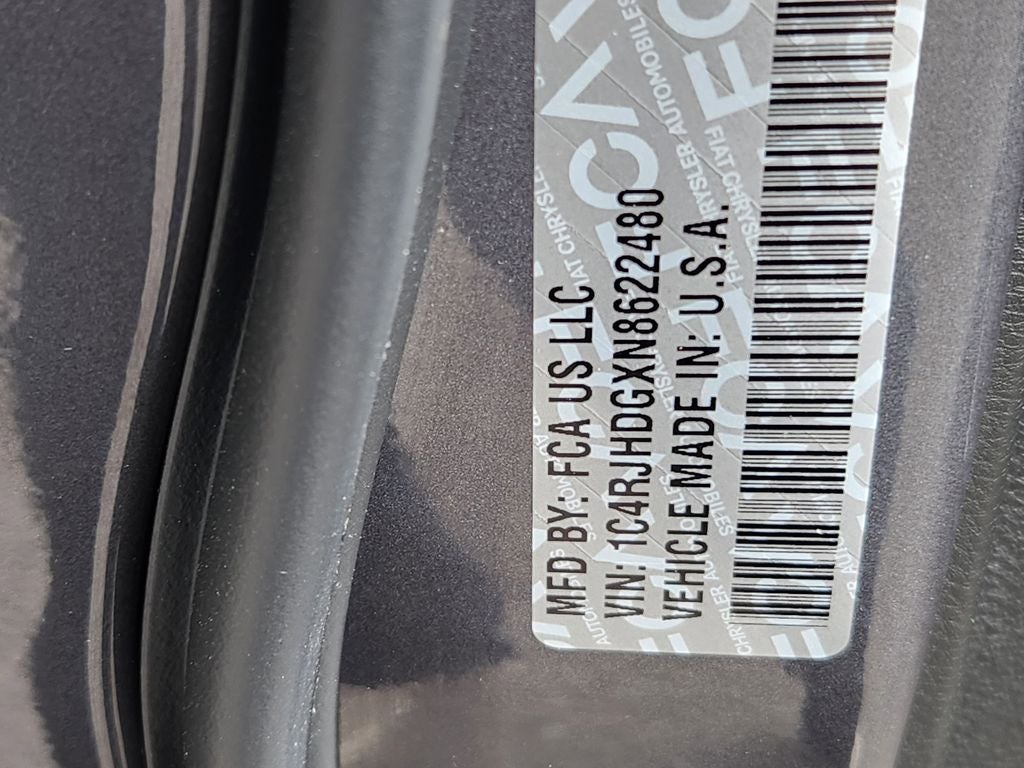 MFD BY: FCA US LLC
VIN: 1C4RJHDGXN8622480
VEHICLE MADE IN: U.S.A.